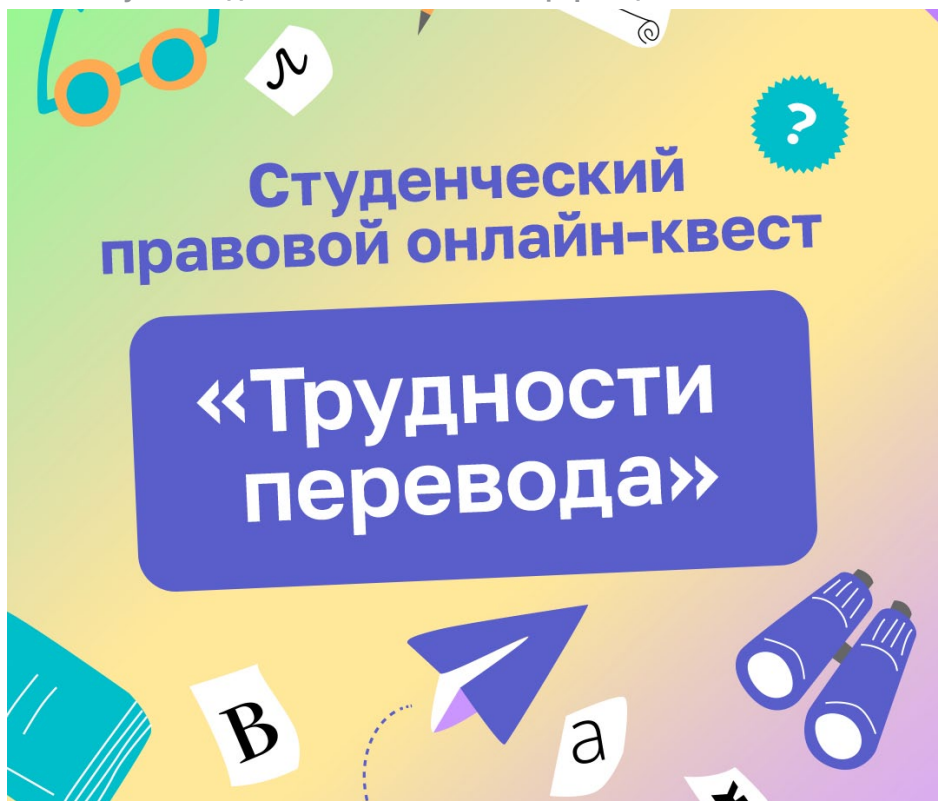 л
?
Студенческий
правовой онлайн-квест
«Трудности
перевода»
В
а